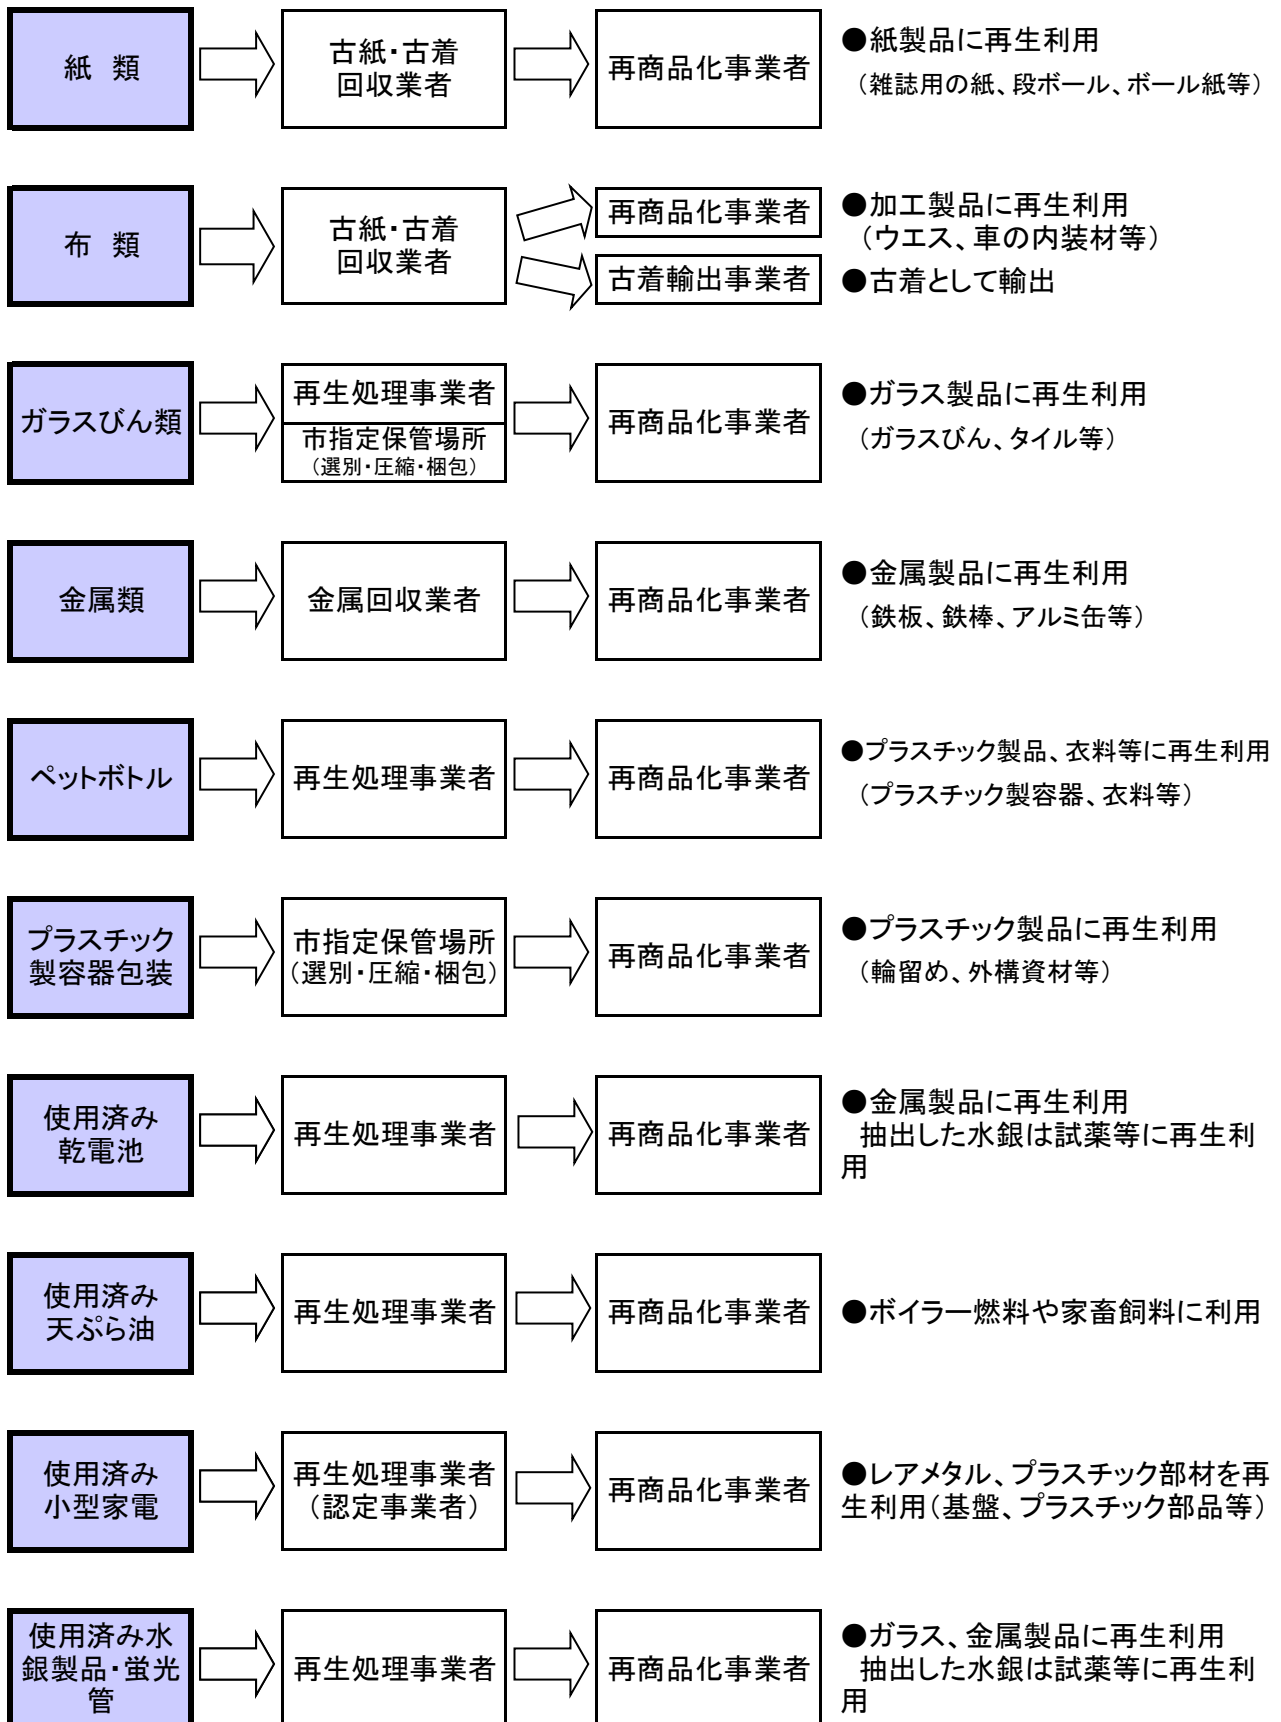 紙　類
古紙・古着
回収業者
再商品化事業者
●紙製品に再生利用
（雑誌用の紙、段ボール、ボール紙等）
布　類
古紙・古着
回収業者
再商品化事業者
古着輸出事業者
●加工製品に再生利用
（ウエス、車の内装材等）
●古着として輸出
ガラスびん類
再生処理事業者
市指定保管場所
（選別・圧縮・梱包）
再商品化事業者
●ガラス製品に再生利用
（ガラスびん、タイル等）
金属類
金属回収業者
再商品化事業者
●金属製品に再生利用
（鉄板、鉄棒、アルミ缶等）
ペットボトル
再生処理事業者
再商品化事業者
●プラスチック製品、衣料等に再生利用
（プラスチック製容器、衣料等）
プラスチック
製容器包装
市指定保管場所
（選別・圧縮・梱包）
再商品化事業者
●プラスチック製品に再生利用
（輪留め、外構資材等）
使用済み
乾電池
再生処理事業者
再商品化事業者
●金属製品に再生利用
抽出した水銀は試薬等に再生利
用
使用済み
天ぷら油
再生処理事業者
再商品化事業者
●ボイラー燃料や家畜飼料に利用
使用済み
小型家電
再生処理事業者
（認定事業者）
再商品化事業者
●レアメタル、プラスチック部材を再
生利用（基盤、プラスチック部品等）
使用済み水
銀製品・蛍光
管
再生処理事業者
再商品化事業者
●ガラス、金属製品に再生利用
抽出した水銀は試薬等に再生利
用